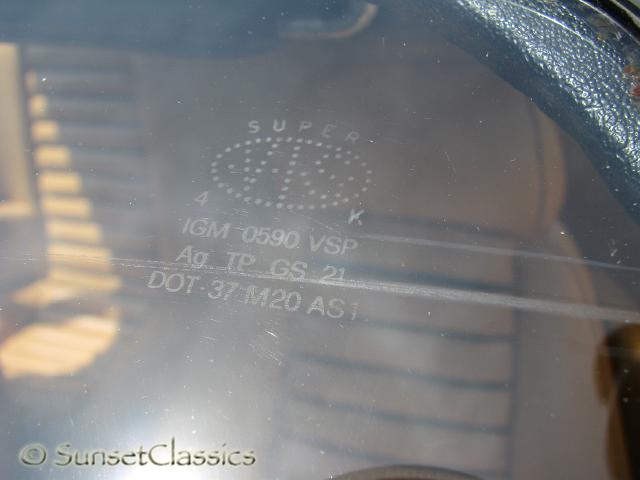 SUPER
4 K
IGM 0590 VSP
Ag TP GS 21
DOT 37 M20 AS1
© SunsetClassics